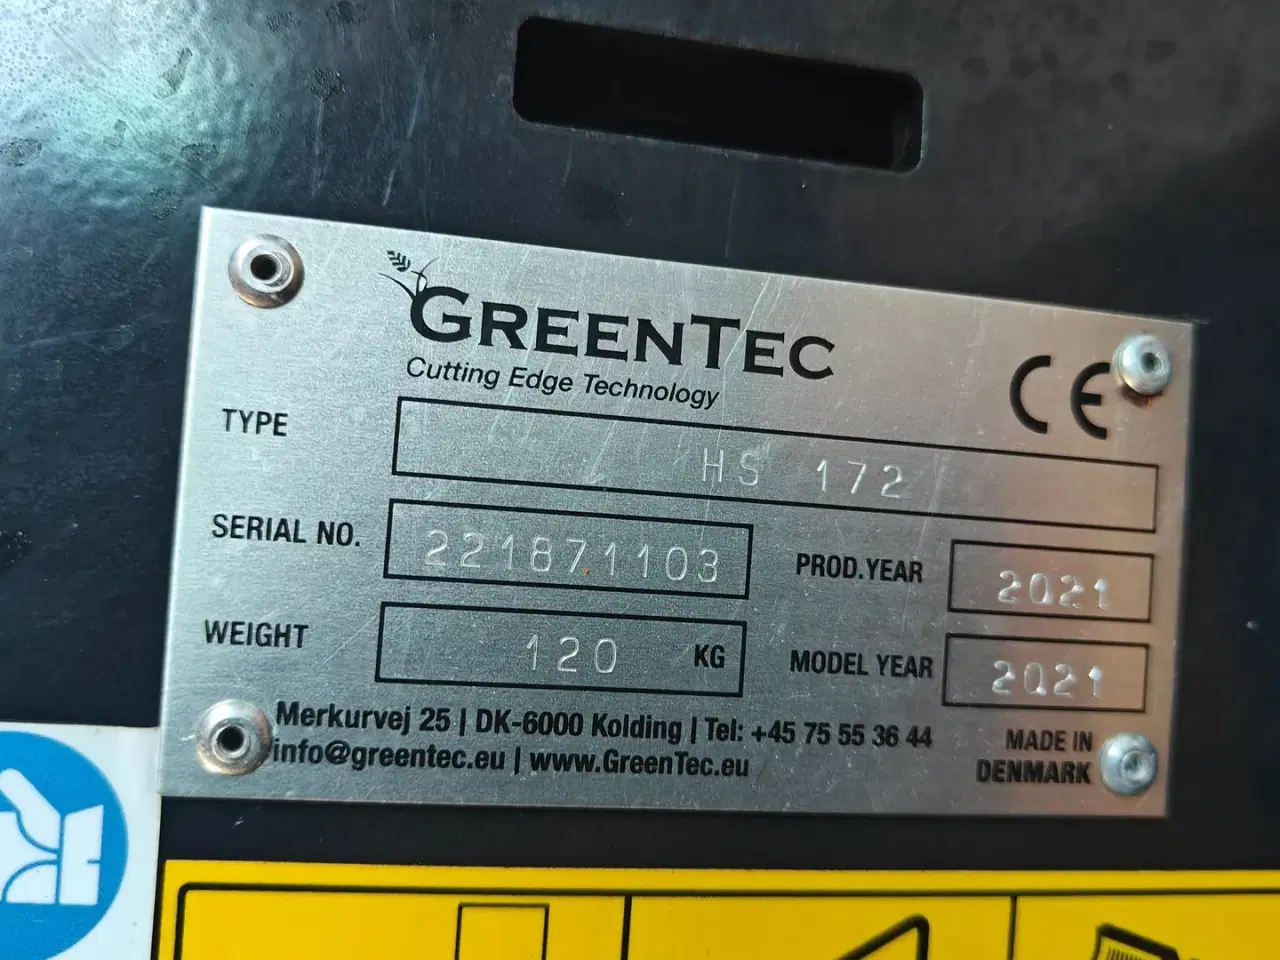 GREENTEC
Cutting Edge Technology
CE
TYPE HS 172
SERIAL NO. 221871103 PROD.YEAR 2021
WEIGHT 120 KG MODEL YEAR 2021
Merkurvej 25 | DK-6000 Kolding | Tel: +45 75 55 36 44
info@greentec.eu | www.GreenTec.eu
MADE IN
DENMARK